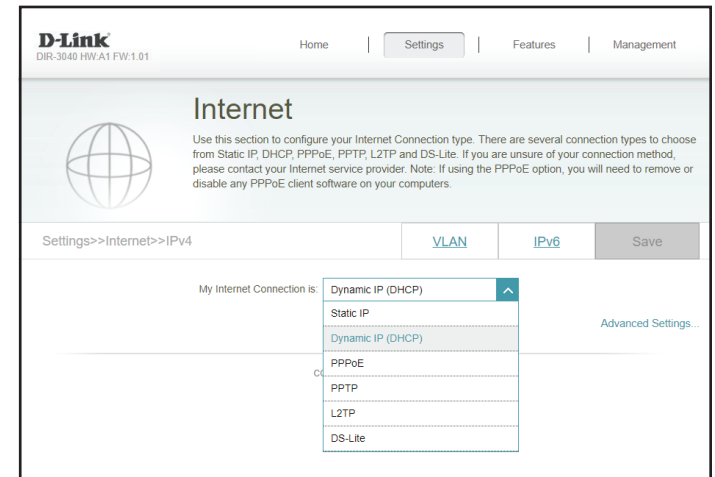 D-Link
DIR-3040 HW:A1 FW:1.01
Home
Settings
Features
Management
Internet
Use this section to configure your Internet Connection type. There are several connection types to choose
from Static IP, DHCP, PPPoE, PPTP, L2TP and DS-Lite. If you are unsure of your connection method,
please contact your Internet service provider. Note: If using the PPPoE option, you will need to remove or
disable any PPPoE client software on your computers.
Settings>>Internet>>IPv4
VLAN
IPv6
Save
My Internet Connection is:
Dynamic IP (DHCP)
Static IP
Advanced Settings...
Dynamic IP (DHCP)
PPPoE
PPTP
L2TP
DS-Lite